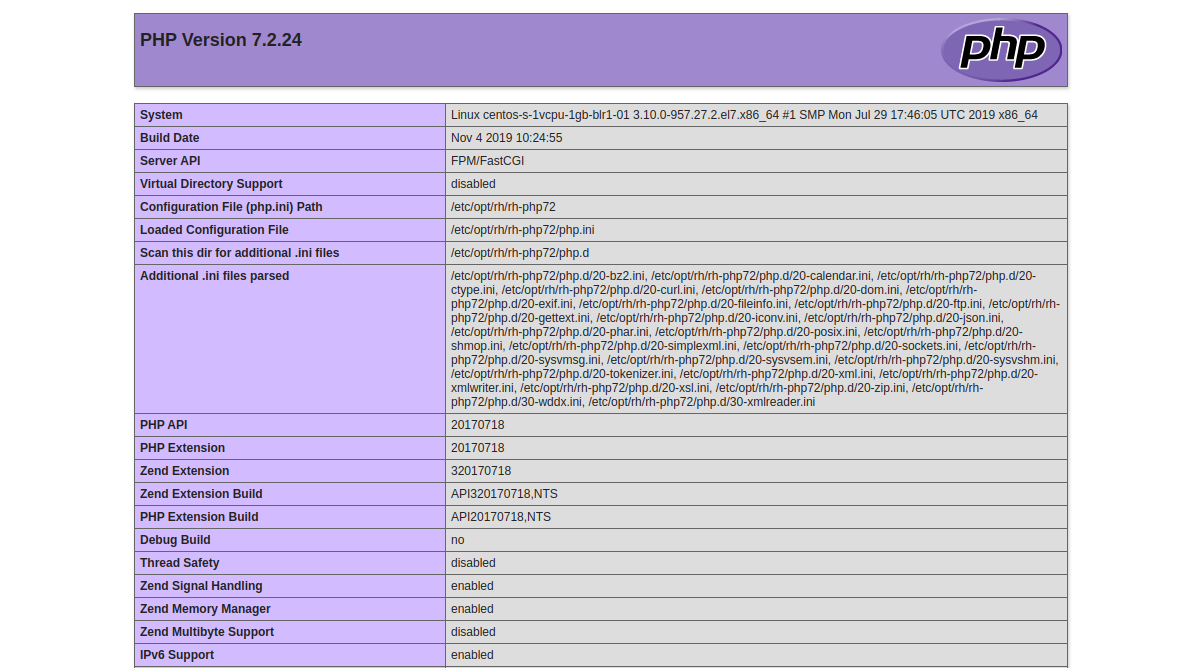 PHP Version 7.2.24
php
System Linux centos-s-1vcpu-1gb-blr1-01 3.10.0-957.27.2.el7.x86_64 #1 SMP Mon Jul 29 17:46:05 UTC 2019 x86_64
Build Date Nov 4 2019 10:24:55
Server API FPM/FastCGI
Virtual Directory Support disabled
Configuration File (php.ini) Path /etc/opt/rh/rh-php72
Loaded Configuration File /etc/opt/rh/rh-php72/php.ini
Scan this dir for additional .ini files /etc/opt/rh/rh-php72/php.d
Additional .ini files parsed /etc/opt/rh/rh-php72/php.d/20-bz2.ini, /etc/opt/rh/rh-php72/php.d/20-calendar.ini, /etc/opt/rh/rh-php72/php.d/20-
ctype.ini, /etc/opt/rh/rh-php72/php.d/20-curl.ini, /etc/opt/rh/rh-php72/php.d/20-dom.ini, /etc/opt/rh/rh-
php72/php.d/20-exif.ini, /etc/opt/rh/rh-php72/php.d/20-fileinfo.ini, /etc/opt/rh/rh-php72/php.d/20-ftp.ini, /etc/opt/rh/rh-
php72/php.d/20-gettext.ini, /etc/opt/rh/rh-php72/php.d/20-iconv.ini, /etc/opt/rh/rh-php72/php.d/20-json.ini,
/etc/opt/rh/rh-php72/php.d/20-phar.ini, /etc/opt/rh/rh-php72/php.d/20-posix.ini, /etc/opt/rh/rh-php72/php.d/20-
shmop.ini, /etc/opt/rh/rh-php72/php.d/20-simplexml.ini, /etc/opt/rh/rh-php72/php.d/20-sockets.ini, /etc/opt/rh/rh-
php72/php.d/20-sysvmsg.ini, /etc/opt/rh/rh-php72/php.d/20-sysvsem.ini, /etc/opt/rh/rh-php72/php.d/20-sysvshm.ini,
/etc/opt/rh/rh-php72/php.d/20-tokenizer.ini, /etc/opt/rh/rh-php72/php.d/20-xml.ini, /etc/opt/rh/rh-php72/php.d/20-
xmlwriter.ini, /etc/opt/rh/rh-php72/php.d/20-xsl.ini, /etc/opt/rh/rh-php72/php.d/20-zip.ini, /etc/opt/rh/rh-
php72/php.d/30-wddx.ini, /etc/opt/rh/rh-php72/php.d/30-xmlreader.ini
PHP API 20170718
PHP Extension 20170718
Zend Extension 320170718
Zend Extension Build API320170718,NTS
PHP Extension Build API20170718,NTS
Debug Build no
Thread Safety disabled
Zend Signal Handling enabled
Zend Memory Manager enabled
Zend Multibyte Support disabled
IPv6 Support enabled